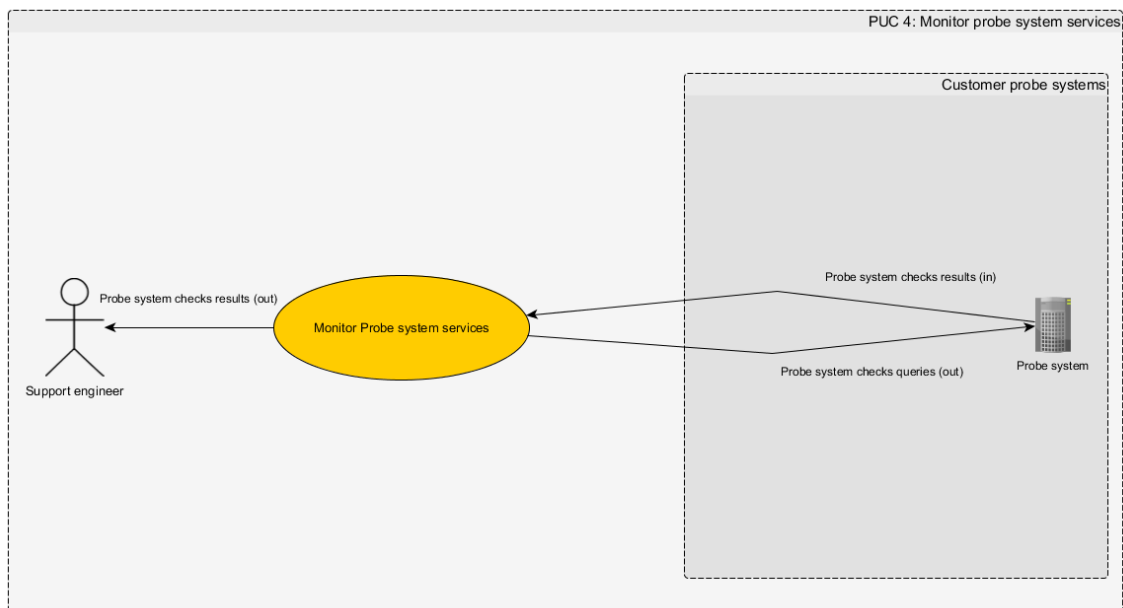 PUC 4: Monitor probe system services
Customer probe systems
Probe system checks results (in)
Probe system checks results (out)
Monitor Probe system services
Probe system
Probe system checks queries (out)
Support engineer